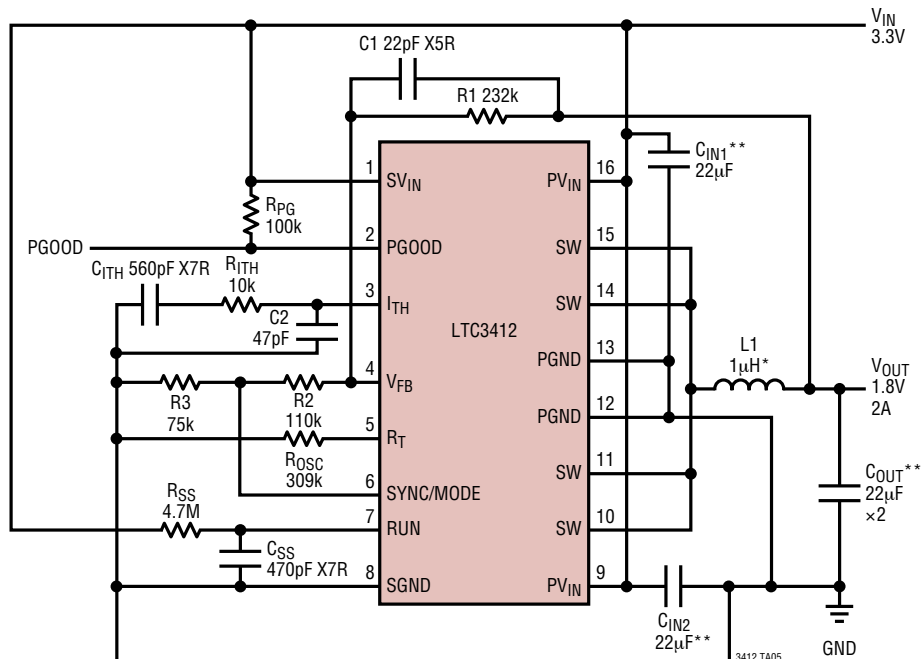 V_IN
3.3V
C1 22pF X5R
R1 232k
C_IN1**
22µF
1
SV_IN
PV_IN
16
R_PG
100k
PGOOD
2
PGOOD
SW
15
C_ITH 560pF X7R
R_ITH
10k
3
I_TH
SW
14
C2
47pF
LTC3412
PGND
13
L1
1µH*
V_OUT
1.8V
2A
4
V_FB
R3
75k
R2
110k
PGND
12
5
R_T
R_OSC
309k
SW
11
C_OUT**
22µF
×2
6
SYNC/MODE
R_SS
4.7M
7
RUN
SW
10
C_SS
470pF X7R
8
SGND
PV_IN
9
C_IN2
22µF**
GND
3412 TA05